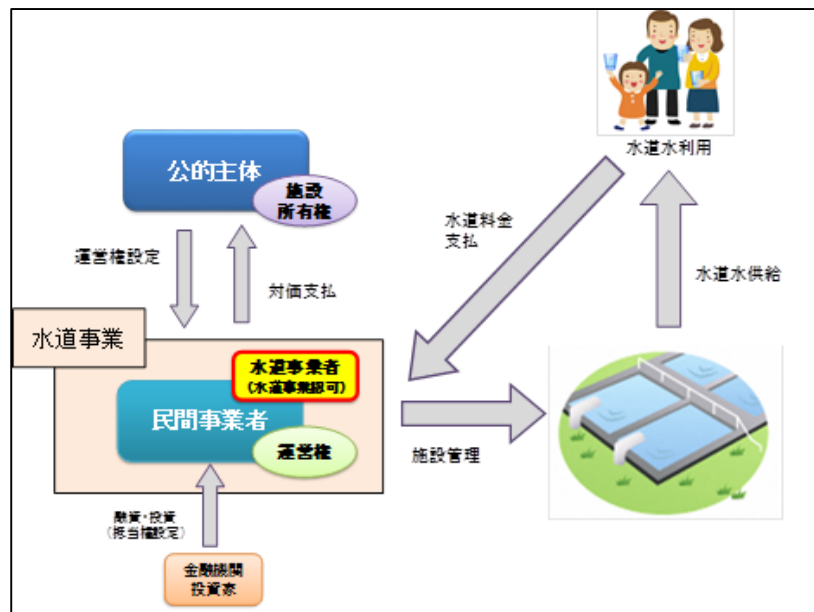 水道水利用
公的主体
施設
所有権
運営権設定
対価支払
水道料金
支払
水道水供給
水道事業
水道事業者
(水道事業認可)
民間事業者
運営権
施設管理
融資・投資
(抵当権設定)
金融機関
投資家